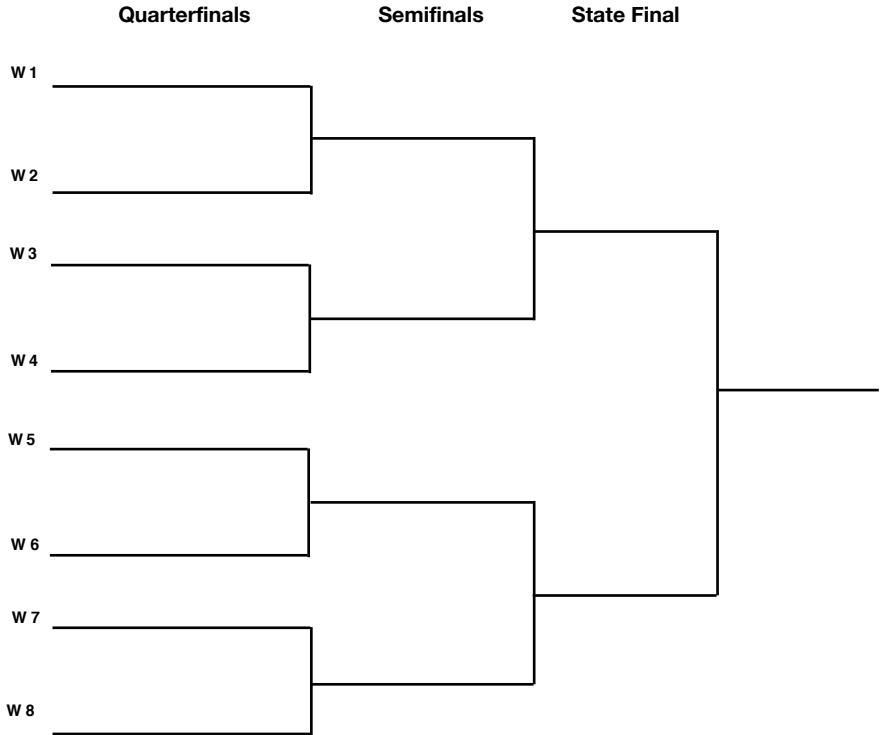 Quarterfinals Semifinals State Final
W 1
W 2
W 3
W 4
W 5
W 6
W 7
W 8